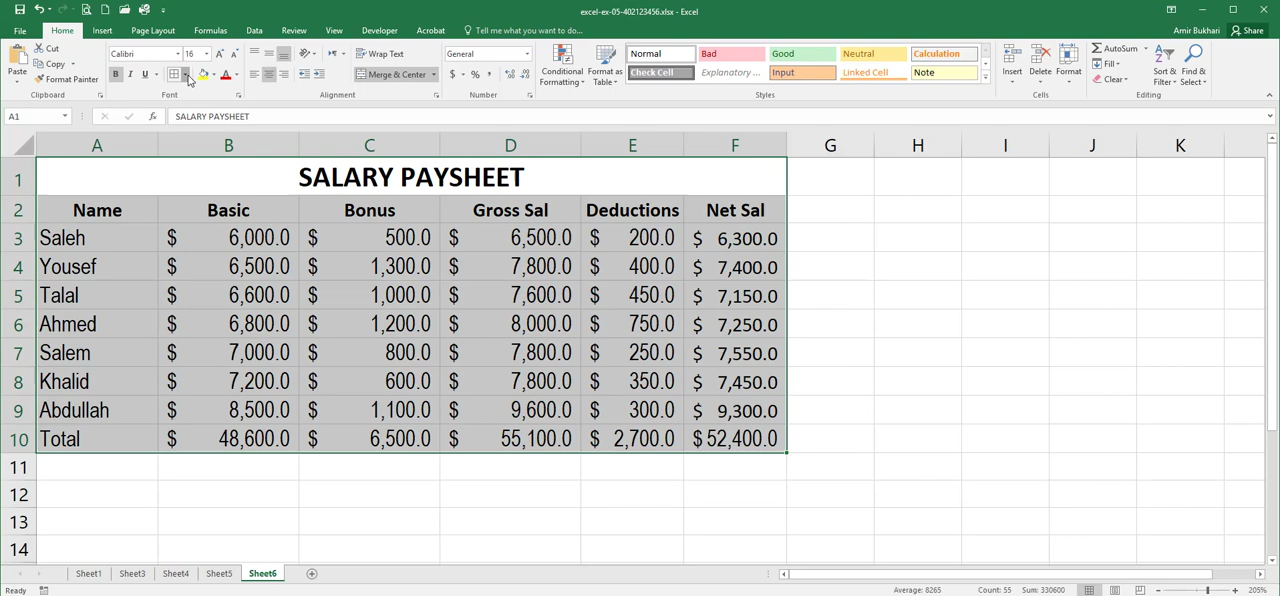 excel-ex-05-402123456.xlsx - Excel
File Home Insert Page Layout Formulas Data Review View Developer Acrobat Tell me what you want to do... Amir Bukhari Share
Paste Cut Copy Format Painter
Calibri 16 A A B I U A
Wrap Text
Merge & Center
General
$ % ,
Conditional Formatting
Format as Table
Normal Bad Good Neutral Calculation
Check Cell Explanatory ... Input Linked Cell Note
Insert Delete Format
AutoSum
Fill
Clear
Sort & Filter
Find & Select
Clipboard Font Alignment Number Styles Cells Editing
A1 fx SALARY PAYSHEET
A B C D E F G H I J K
1 SALARY PAYSHEET
2 Name Basic Bonus Gross Sal Deductions Net Sal
3 Saleh $ 6,000.0 $ 500.0 $ 6,500.0 $ 200.0 $ 6,300.0
4 Yousef $ 6,500.0 $ 1,300.0 $ 7,800.0 $ 400.0 $ 7,400.0
5 Talal $ 6,600.0 $ 1,000.0 $ 7,600.0 $ 450.0 $ 7,150.0
6 Ahmed $ 6,800.0 $ 1,200.0 $ 8,000.0 $ 750.0 $ 7,250.0
7 Salem $ 7,000.0 $ 800.0 $ 7,800.0 $ 250.0 $ 7,550.0
8 Khalid $ 7,200.0 $ 600.0 $ 7,800.0 $ 350.0 $ 7,450.0
9 Abdullah $ 8,500.0 $ 1,100.0 $ 9,600.0 $ 300.0 $ 9,300.0
10 Total $ 48,600.0 $ 6,500.0 $ 55,100.0 $ 2,700.0 $ 52,400.0
11
12
13
14
Sheet1 Sheet3 Sheet4 Sheet5 Sheet6
Ready Average: 8265 Count: 55 Sum: 330600 205%